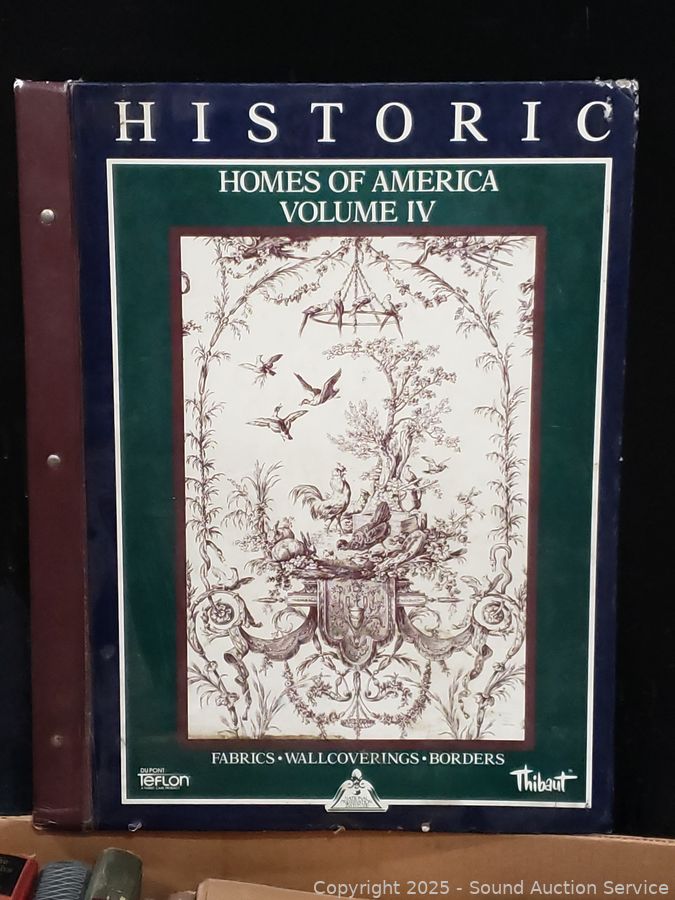 HISTORIC
HOMES OF AMERICA
VOLUME IV
FABRICS • WALLCOVERINGS • BORDERS
DU PONT
TEFLON
Thibaut
Copyright 2025 - Sound Auction Service